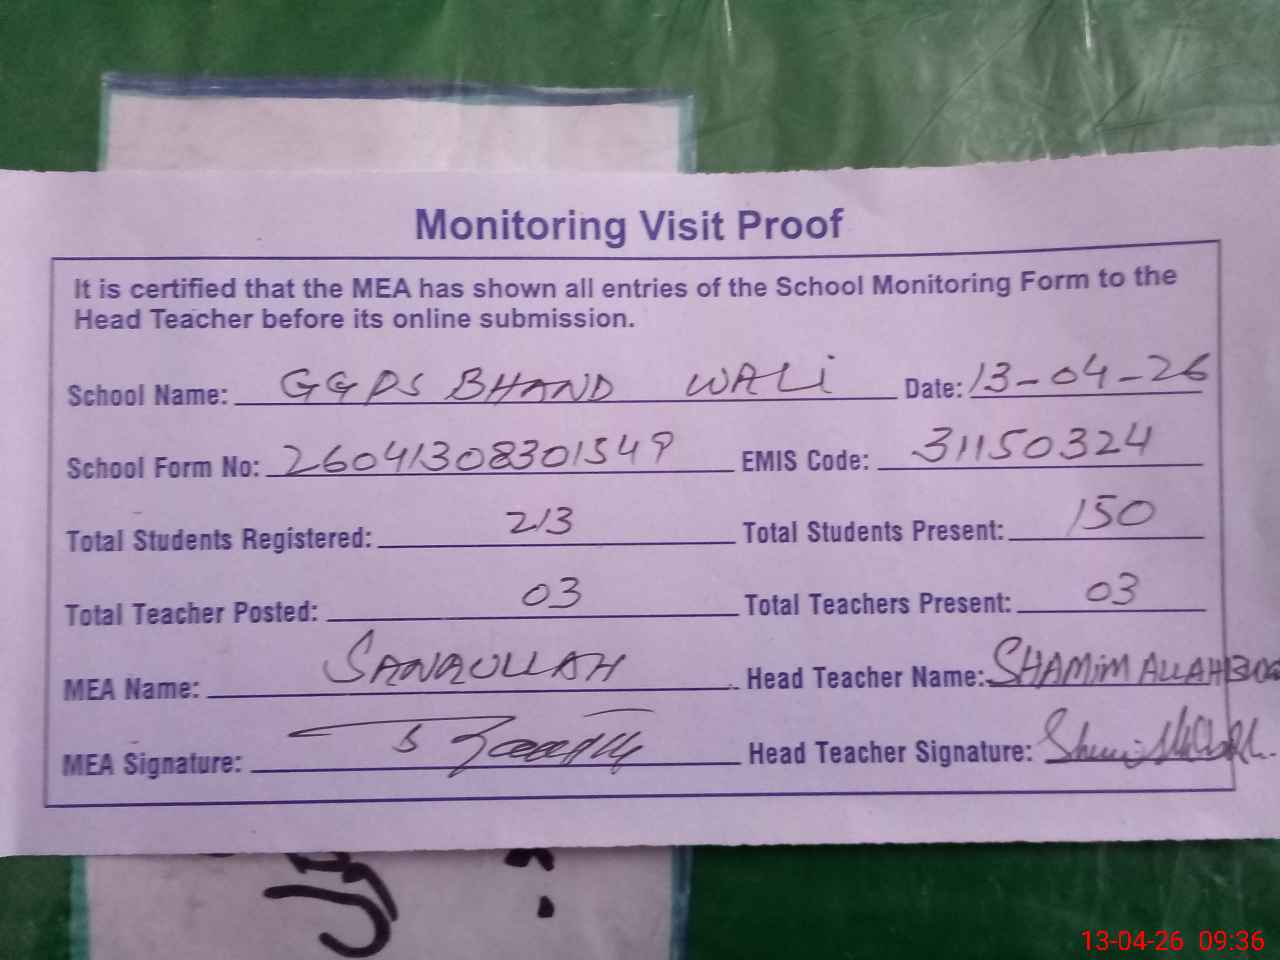 Monitoring Visit Proof
It is certified that the MEA has shown all entries of the School Monitoring Form to the
Head Teacher before its online submission.
School Name: GGPS BHAND WALI Date: 13-04-26
School Form No: 26041308301549 EMIS Code: 31150324
Total Students Registered: 213 Total Students Present: 150
Total Teacher Posted: 03 Total Teachers Present: 03
MEA Name: SANAULLAH Head Teacher Name: SHAMIM ALLAH
MEA Signature: Head Teacher Signature:
13-04-26 09:36